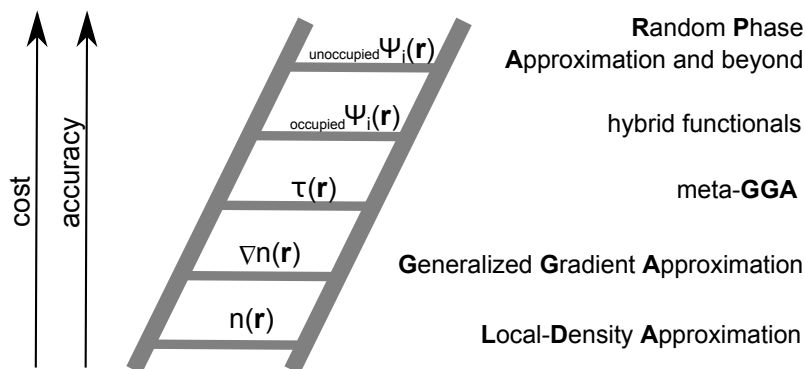 Random Phase
unoccupiedΨi(r)
Approximation and beyond
occupiedΨi(r)
hybrid functionals
τ(r)
meta-GGA
cost
accuracy
∇n(r)
Generalized Gradient Approximation
n(r)
Local-Density Approximation